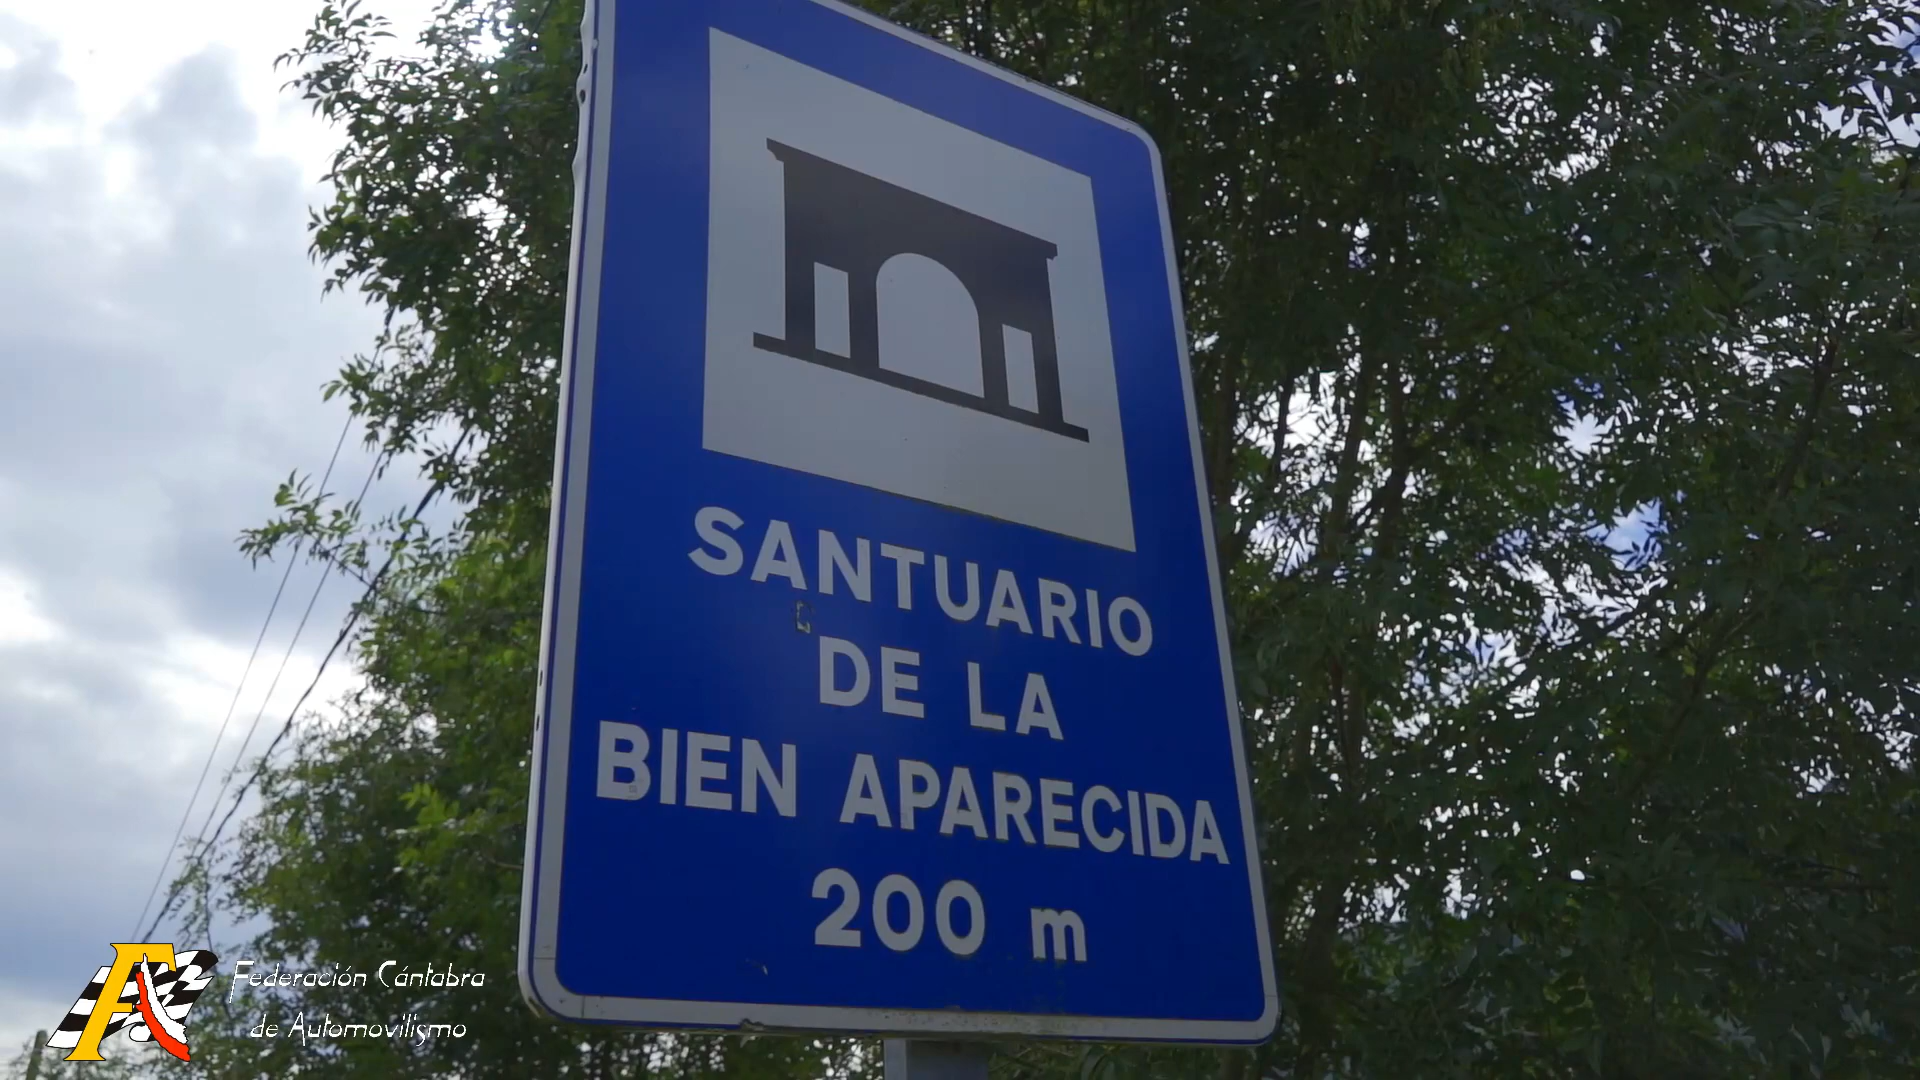 SANTUARIO
DE LA
BIEN APARECIDA
200 m
Federación Cántabra
de Automovilismo